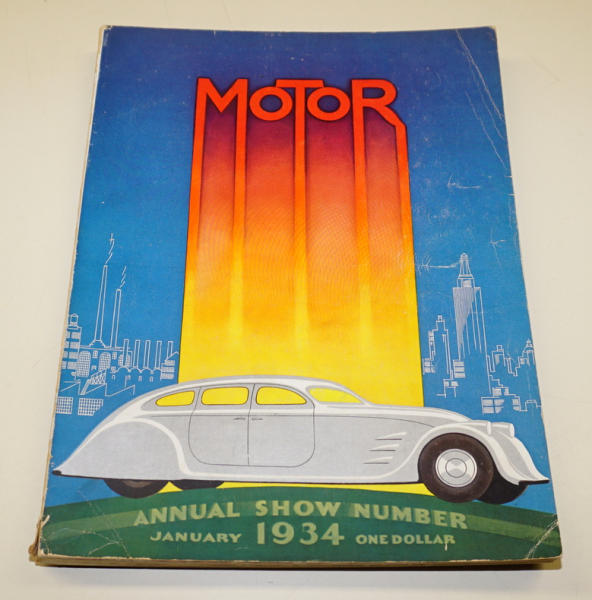 MOTOR
ANNUAL SHOW NUMBER
JANUARY 1934 ONE DOLLAR